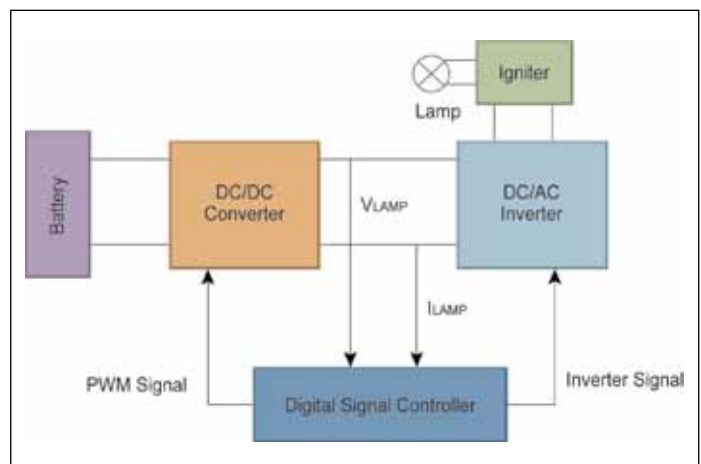 Igniter
Lamp
Battery
DC/DC
Converter
DC/AC
Inverter
VLAMP
ILAMP
PWM Signal
Digital Signal Controller
Inverter Signal